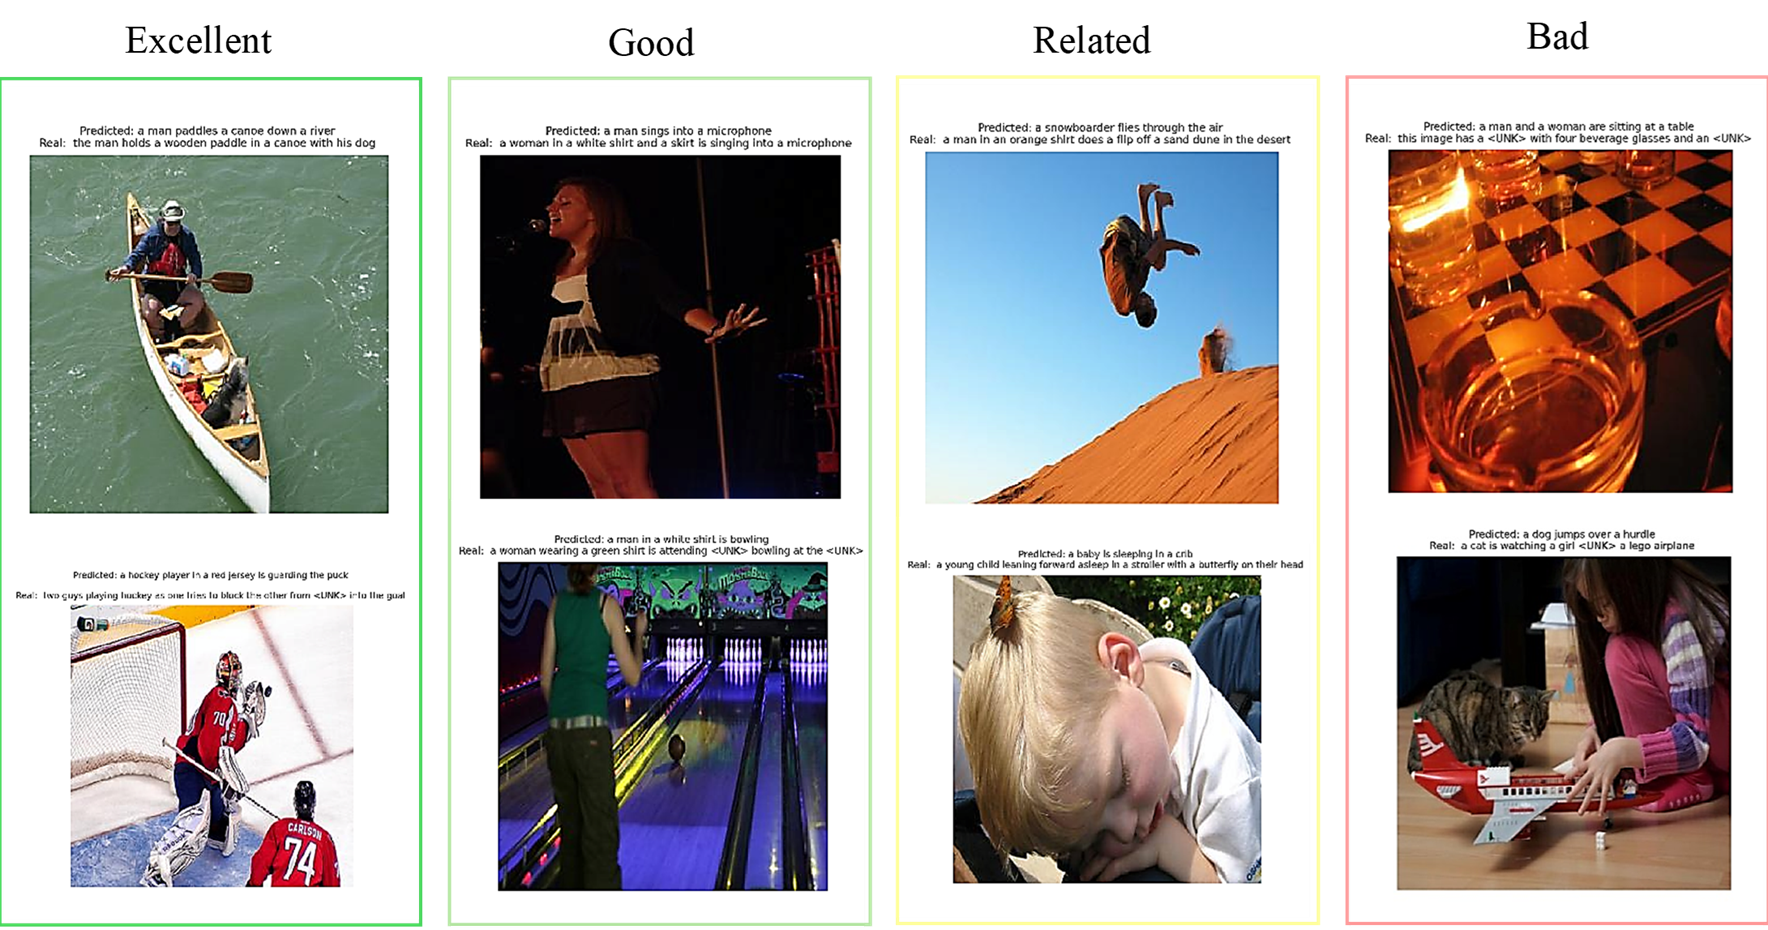 Excellent
Good
Related
Bad
Predicted: a man paddles a canoe down a river
Real: the man holds a wooden paddle in a canoe with his dog
Predicted: a hockey player in a red jersey is guarding the puck
Real: two guys playing hockey as one tries to block the other from <UNK> into the goal
70
CARLSON
74
Predicted: a man sings into a microphone
Real: a woman in a white shirt and a skirt is singing into a microphone
Predicted: a man in a white shirt is bowling
Real: a woman wearing a green shirt is attending <UNK> bowling at the <UNK>
Predicted: a snowboarder flies through the air
Real: a man in an orange shirt does a flip off a sand dune in the desert
Predicted: a baby is sleeping in a crib
Real: a young child leaning forward asleep in a stroller with a butterfly on their head
Predicted: a man and a woman are sitting at a table
Real: this image has a <UNK> with four beverage glasses and an <UNK>
Predicted: a dog jumps over a hurdle
Real: a cat is watching a girl <UNK> a lego airplane